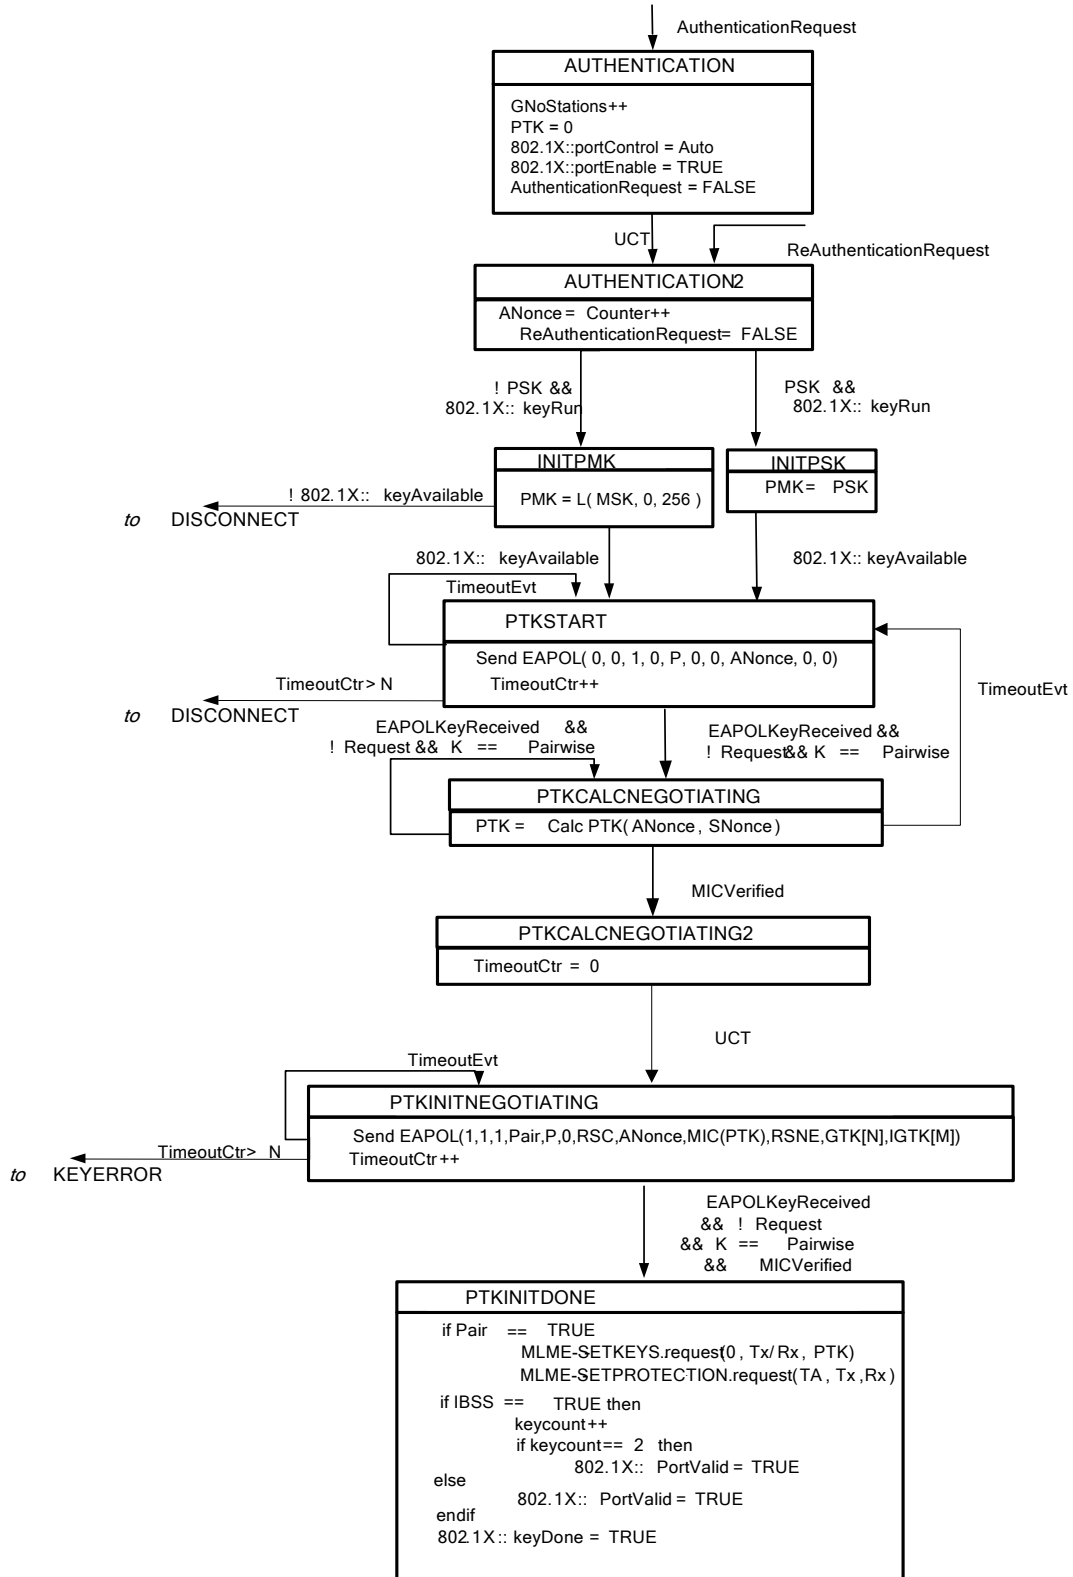 AuthenticationRequest
AUTHENTICATION
GNoStations++
PTK = 0
802.1X::portControl = Auto
802.1X::portEnable = TRUE
AuthenticationRequest = FALSE
UCT
ReAuthenticationRequest
AUTHENTICATION2
ANonce = Counter++
ReAuthenticationRequest= FALSE
! PSK &&
802.1X:: keyRun
PSK &&
802.1X:: keyRun
INITPMK
PMK = L( MSK, 0, 256 )
INITPSK
PMK = PSK
! 802.1X:: keyAvailable
to DISCONNECT
802.1X:: keyAvailable
802.1X:: keyAvailable
TimeoutEvt
PTKSTART
Send EAPOL( 0, 0, 1, 0, P, 0, 0, ANonce, 0, 0)
TimeoutCtr++
TimeoutCtr> N
to DISCONNECT
TimeoutEvt
EAPOLKeyReceived &&
! Request && K == Pairwise
EAPOLKeyReceived &&
! Request&& K == Pairwise
PTKCALCNEGOTIATING
PTK = Calc PTK( ANonce , SNonce )
MICVerified
PTKCALCNEGOTIATING2
TimeoutCtr = 0
UCT
TimeoutEvt
PTKINITNEGOTIATING
Send EAPOL(1,1,1,Pair,P,0,RSC,ANonce,MIC(PTK),RSNE,GTK[N],IGTK[M])
TimeoutCtr++
TimeoutCtr> N
to KEYERROR
EAPOLKeyReceived
&& ! Request
&& K == Pairwise
&& MICVerified
PTKINITDONE
if Pair == TRUE
MLME-SETKEYS.request(0 , Tx/Rx , PTK)
MLME-SETPROTECTION.request(TA , Tx ,Rx )
if IBSS == TRUE then
keycount++
if keycount== 2 then
802.1X:: PortValid = TRUE
else
802.1X:: PortValid = TRUE
endif
802.1X :: keyDone = TRUE